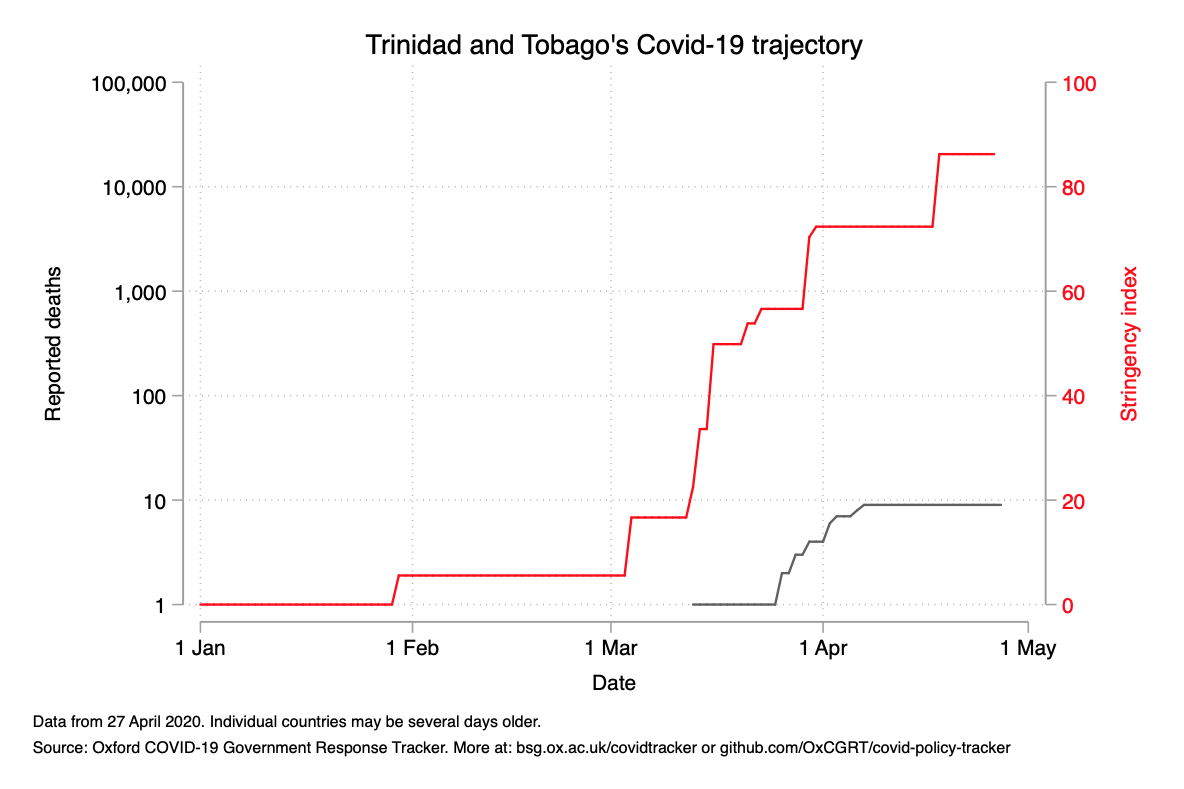 Trinidad and Tobago's Covid-19 trajectory
100,000
10,000
1,000
100
10
1
Reported deaths
100
80
60
40
20
0
Stringency index
1 Jan
1 Feb
1 Mar
1 Apr
1 May
Date
Data from 27 April 2020. Individual countries may be several days older.
Source: Oxford COVID-19 Government Response Tracker. More at: bsg.ox.ac.uk/covidtracker or github.com/OxCGRT/covid-policy-tracker